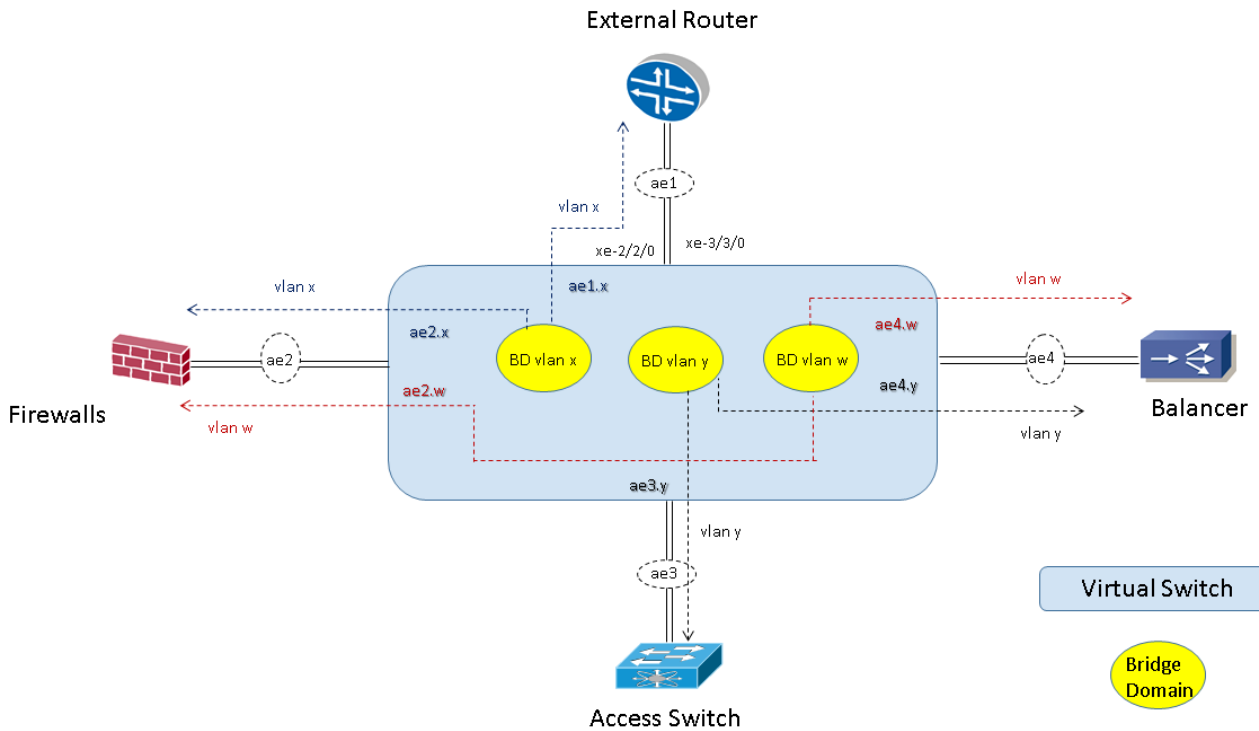 External Router
ae1
vlan x
xe-2/2/0
xe-3/3/0
vlan x
ae1.x
vlan w
ae2.x
ae4.w
ae2
BD vlan x
BD vlan y
BD vlan w
ae4
ae2.w
ae4.y
Firewalls
Balancer
vlan w
vlan y
ae3.y
vlan y
ae3
Virtual Switch
Bridge
Domain
Access Switch